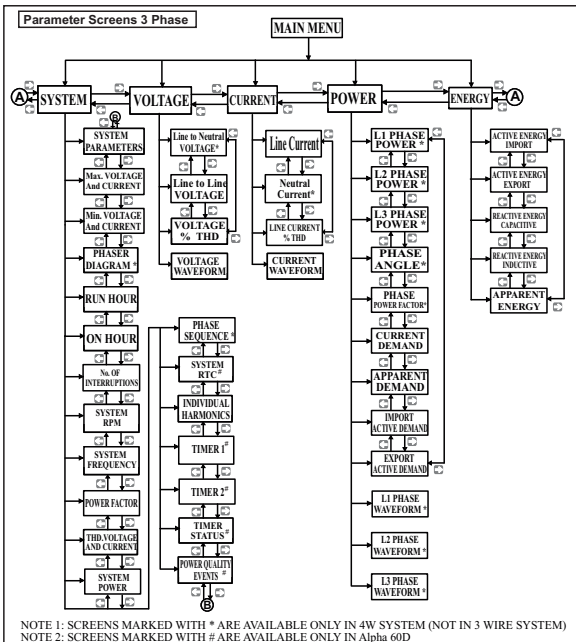 Parameter Screens 3 Phase
MAIN MENU
A
SYSTEM
VOLTAGE
CURRENT
POWER
ENERGY
A
B
SYSTEM
PARAMETERS
Max. VOLTAGE
And CURRENT
Min. VOLTAGE
And CURRENT
PHASER
DIAGRAM *
RUN HOUR
ON HOUR
No. OF
INTERRUPTIONS
SYSTEM
RPM
SYSTEM
FREQUENCY
POWER FACTOR
THD.VOLTAGE
AND CURRENT
SYSTEM
POWER
PHASE
SEQUENCE *
SYSTEM
RTC #
INDIVIDUAL
HARMONICS
TIMER 1 #
TIMER 2 #
TIMER
STATUS #
POWER QUALITY
EVENTS #
B
Line to Neutral
VOLTAGE*
Line to Line
VOLTAGE
VOLTAGE
% THD
VOLTAGE
WAVEFORM
Line Current
Neutral
Current*
LINE CURRENT
% THD
CURRENT
WAVEFORM
L1 PHASE
POWER *
L2 PHASE
POWER *
L3 PHASE
POWER *
PHASE
ANGLE *
PHASE
POWER FACTOR*
CURRENT
DEMAND
APPARENT
DEMAND
IMPORT
ACTIVE DEMAND
EXPORT
ACTIVE DEMAND
L1 PHASE
WAVEFORM *
L2 PHASE
WAVEFORM *
L3 PHASE
WAVEFORM *
ACTIVE ENERGY
IMPORT
ACTIVE ENERGY
EXPORT
REACTIVE ENERGY
CAPACITIVE
REACTIVE ENERGY
INDUCTIVE
APPARENT
ENERGY
NOTE 1: SCREENS MARKED WITH * ARE AVAILABLE ONLY IN 4W SYSTEM (NOT IN 3 WIRE SYSTEM)
NOTE 2: SCREENS MARKED WITH # ARE AVAILABLE ONLY IN Alpha 60D